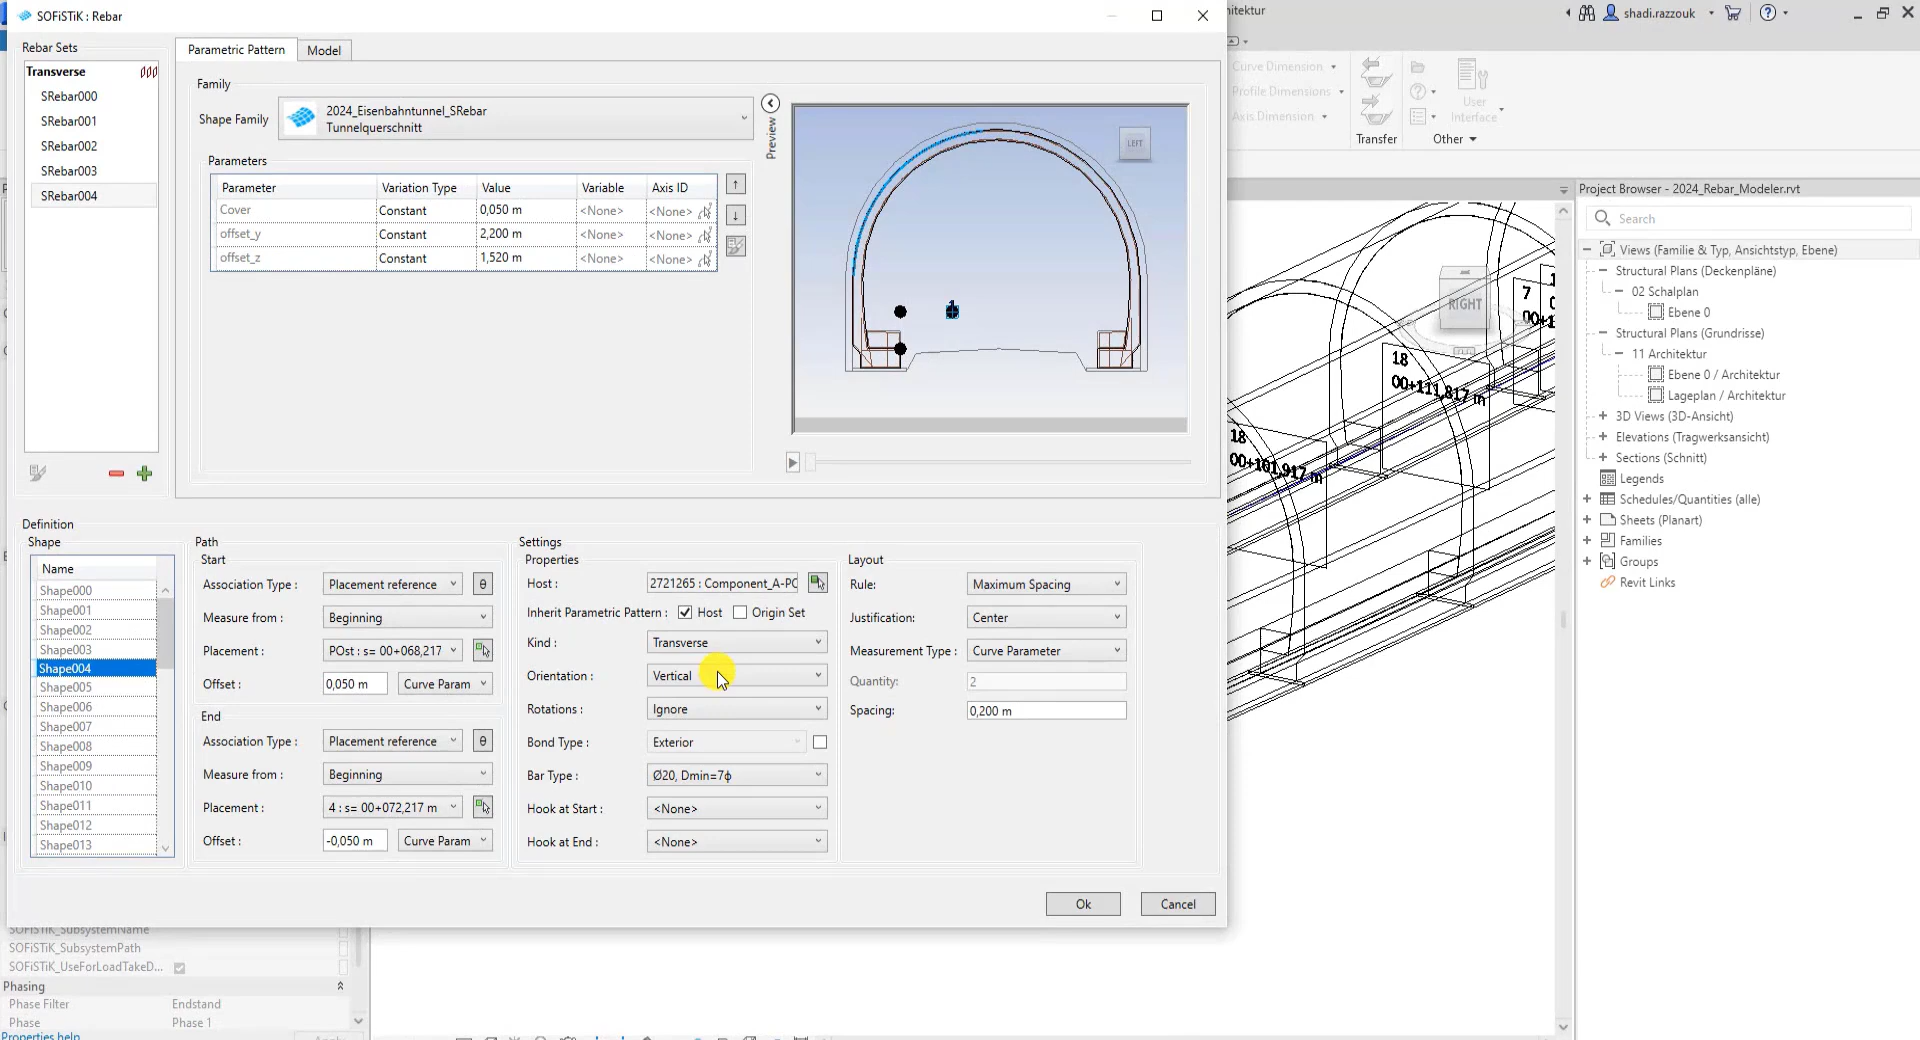 SOFiSTiK : Rebar
Rebar Sets
Transverse
SRebar000
SRebar001
SRebar002
SRebar003
SRebar004
Parametric Pattern
Model
Family
Shape Family
2024_Eisenbahntunnel_SRebar
Tunnelquerschnitt
Parameters
Parameter Variation Type Value Variable Axis ID
Cover Constant 0,050 m <None> <None>
offset_y Constant 2,200 m <None> <None>
offset_z Constant 1,520 m <None> <None>
Preview
LEFT
1
Definition
Shape
Name
Shape000
Shape001
Shape002
Shape003
Shape004
Shape005
Shape006
Shape007
Shape008
Shape009
Shape010
Shape011
Shape012
Shape013
Path
Start
Association Type : Placement reference
Measure from : Beginning
Placement : POst : s= 00+068,217
Offset : 0,050 m Curve Param
End
Association Type : Placement reference
Measure from : Beginning
Placement : 4 : s= 00+072,217 m
Offset : -0,050 m Curve Param
Settings
Properties
Host : 2721265 : Component_A-PC
Inherit Parametric Pattern : Host Origin Set
Kind : Transverse
Orientation : Vertical
Rotations : Ignore
Bond Type : Exterior
Bar Type : Ø20, Dmin=7ϕ
Hook at Start : <None>
Hook at End : <None>
Layout
Rule: Maximum Spacing
Justification: Center
Measurement Type : Curve Parameter
Quantity: 2
Spacing: 0,200 m
Ok
Cancel
SOFiSTiK_SubsystemName
SOFiSTiK_SubsystemPath
SOFiSTiK_UseForLoadTakeD...
Phasing
Phase Filter Endstand
Phase Phase 1
Properties help
shadi.razzouk
Curve Dimension
Profile Dimensions
Axis Dimension
Transfer
User
Interface
Other
RIGHT
7
18
00+111,817 m
18
00+101,917 m
Project Browser - 2024_Rebar_Modeler.rvt
Search
Views (Familie & Typ, Ansichtstyp, Ebene)
Structural Plans (Deckenpläne)
02 Schalplan
Ebene 0
Structural Plans (Grundrisse)
11 Architektur
Ebene 0 / Architektur
Lageplan / Architektur
3D Views (3D-Ansicht)
Elevations (Tragwerksansicht)
Sections (Schnitt)
Legends
Schedules/Quantities (alle)
Sheets (Planart)
Families
Groups
Revit Links